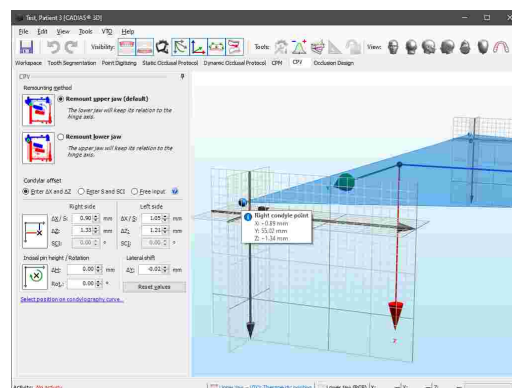 Test, Patient 3 [CADIAS® 3D]
File Edit View Tools VTO Help
Visibility: Tools: View:
Workspace Tooth Segmentation Point Digitizing Static Occlusal Protocol Dynamic Occlusal Protocol CPM CPV Occlusion Design
CPV
Remounting method
Remount upper jaw (default)
The lower jaw will keep its relation to the
hinge axis.
Remount lower jaw
The upper jaw will keep its relation to the
hinge axis.
Condylar offset
Enter ΔX and ΔZ Enter S and SCI Free input
Right side Left side
ΔX / S: 0.90 mm ΔX / S: 1.05 mm
ΔZ: 1.33 mm ΔZ: 1.21 mm
SCI: 0.00 ° SCI: 0.00 °
Incisal pin height / Rotation Lateral shift
ΔH: 0.00 mm ΔY: -0.02 mm
Rot.: 0.00 ° Reset values
Select position on condylography curve...
Right condyle point
X: -0.89 mm
Y: 55.02 mm
Z: -1.34 mm
Z
Activity: No activity